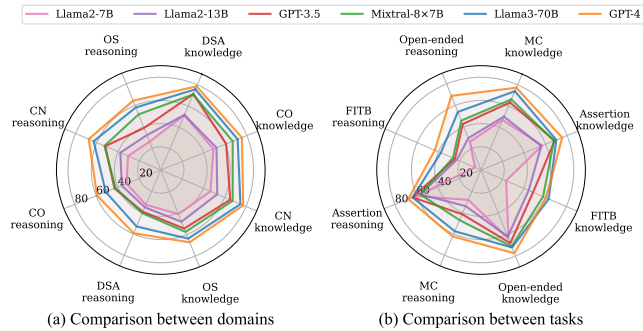 Llama2-7B Llama2-13B GPT-3.5 Mixtral-8×7B Llama3-70B GPT-4
OS
reasoning
DSA
knowledge
CN
reasoning
CO
knowledge
20
40
60
80
CO
reasoning
CN
knowledge
DSA
reasoning
OS
knowledge
(a) Comparison between domains
Open-ended
reasoning
MC
knowledge
FITB
reasoning
Assertion
knowledge
20
40
60
80
Assertion
reasoning
FITB
knowledge
MC
reasoning
Open-ended
knowledge
(b) Comparison between tasks